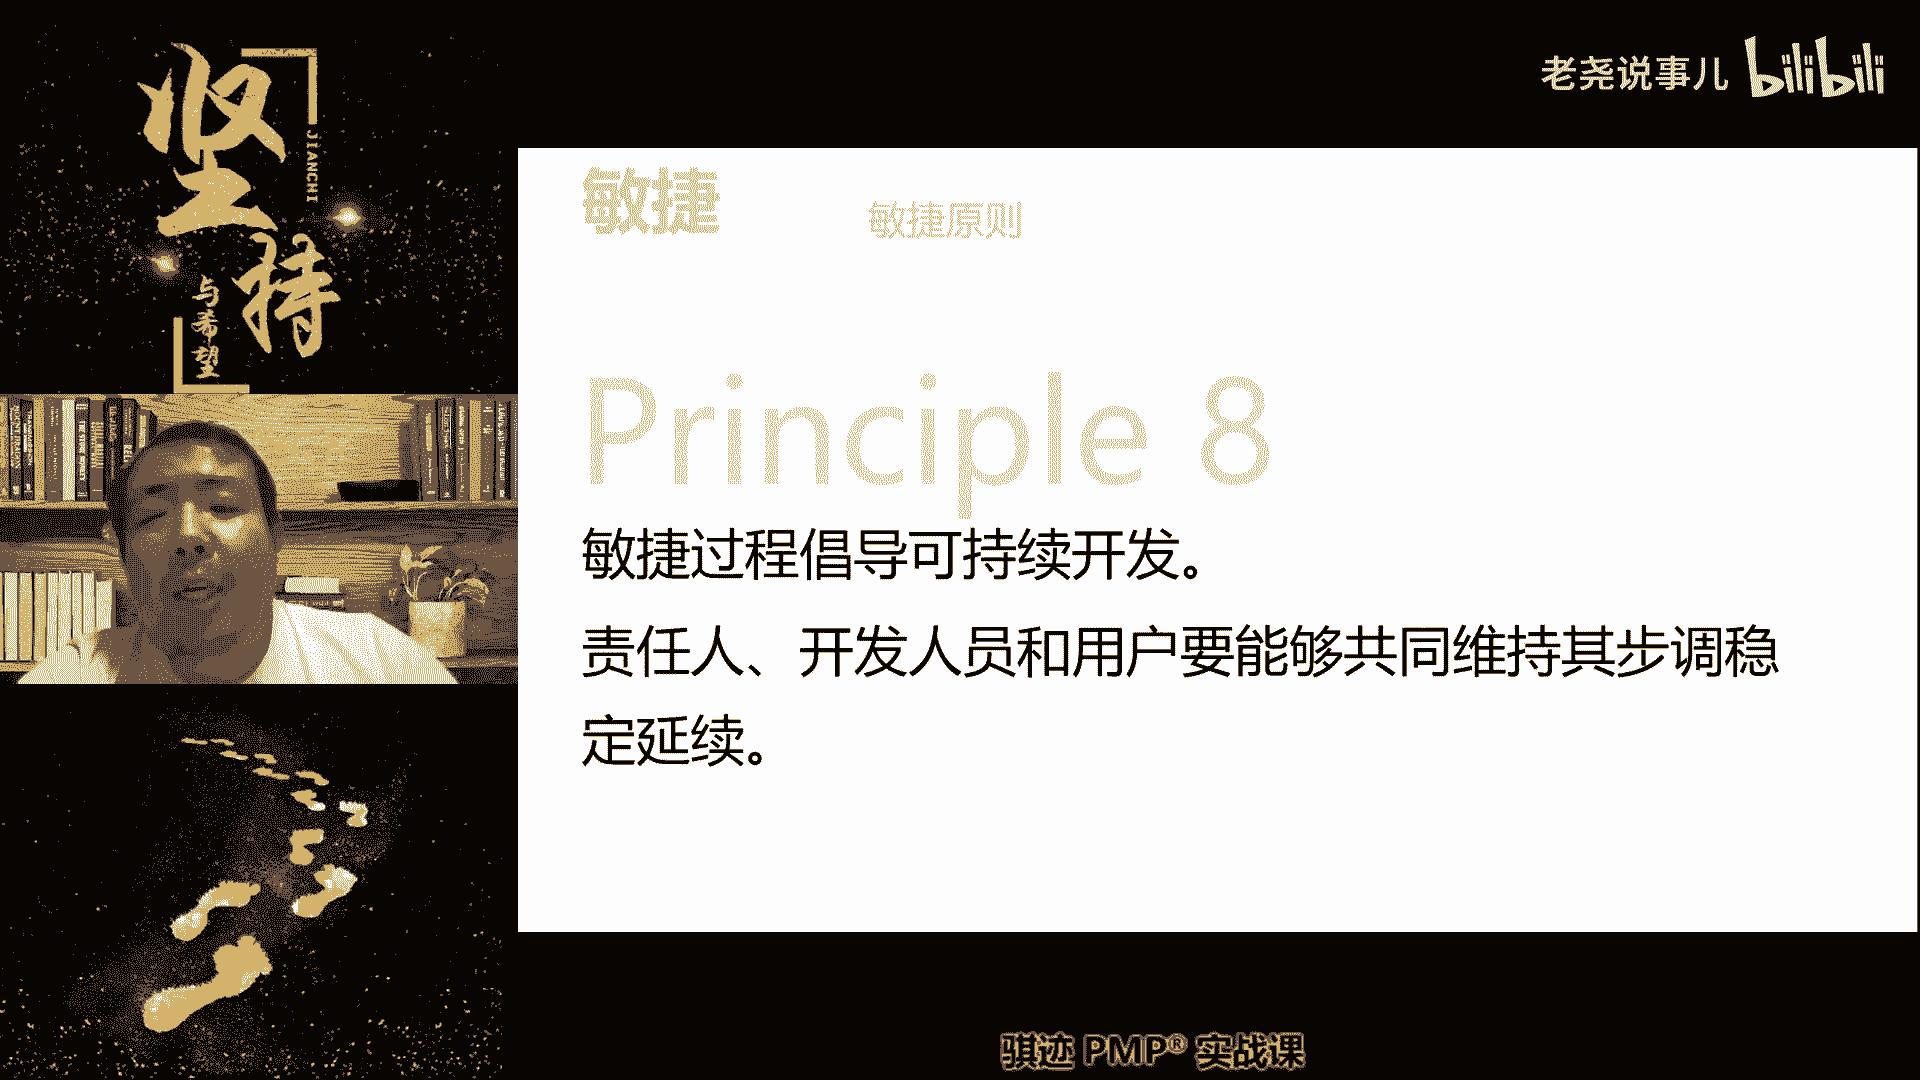 坚持
JIANCHI
与希望
老尧说事儿 bilibili
敏捷
敏捷原则
Principle 8
敏捷过程倡导可持续开发。
责任人、开发人员和用户要能够共同维持其步调稳
定延续。
骐迹 PMP® 实战课